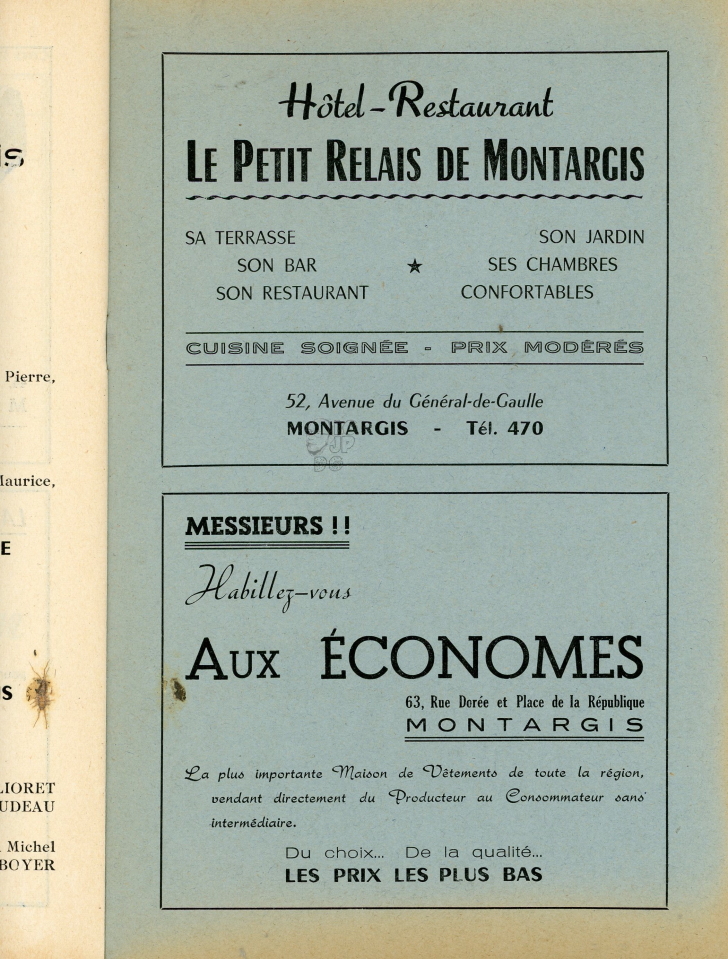 is
Pierre,
Maurice,
E
S
LIORET
UDEAU
Michel
BOYER
Hôtel-Restaurant
LE PETIT RELAIS DE MONTARGIS
SA TERRASSE SON JARDIN
SON BAR ★ SES CHAMBRES
SON RESTAURANT CONFORTABLES
CUISINE SOIGNÉE - PRIX MODÉRÉS
52, Avenue du Général-de-Gaulle
MONTARGIS - Tél. 470
JP
DG
MESSIEURS !!
Habillez-vous
AUX ÉCONOMES
63, Rue Dorée et Place de la République
MONTARGIS
La plus importante Maison de Vêtements de toute la région,
vendant directement du Producteur au Consommateur sans
intermédiaire.
Du choix... De la qualité...
LES PRIX LES PLUS BAS